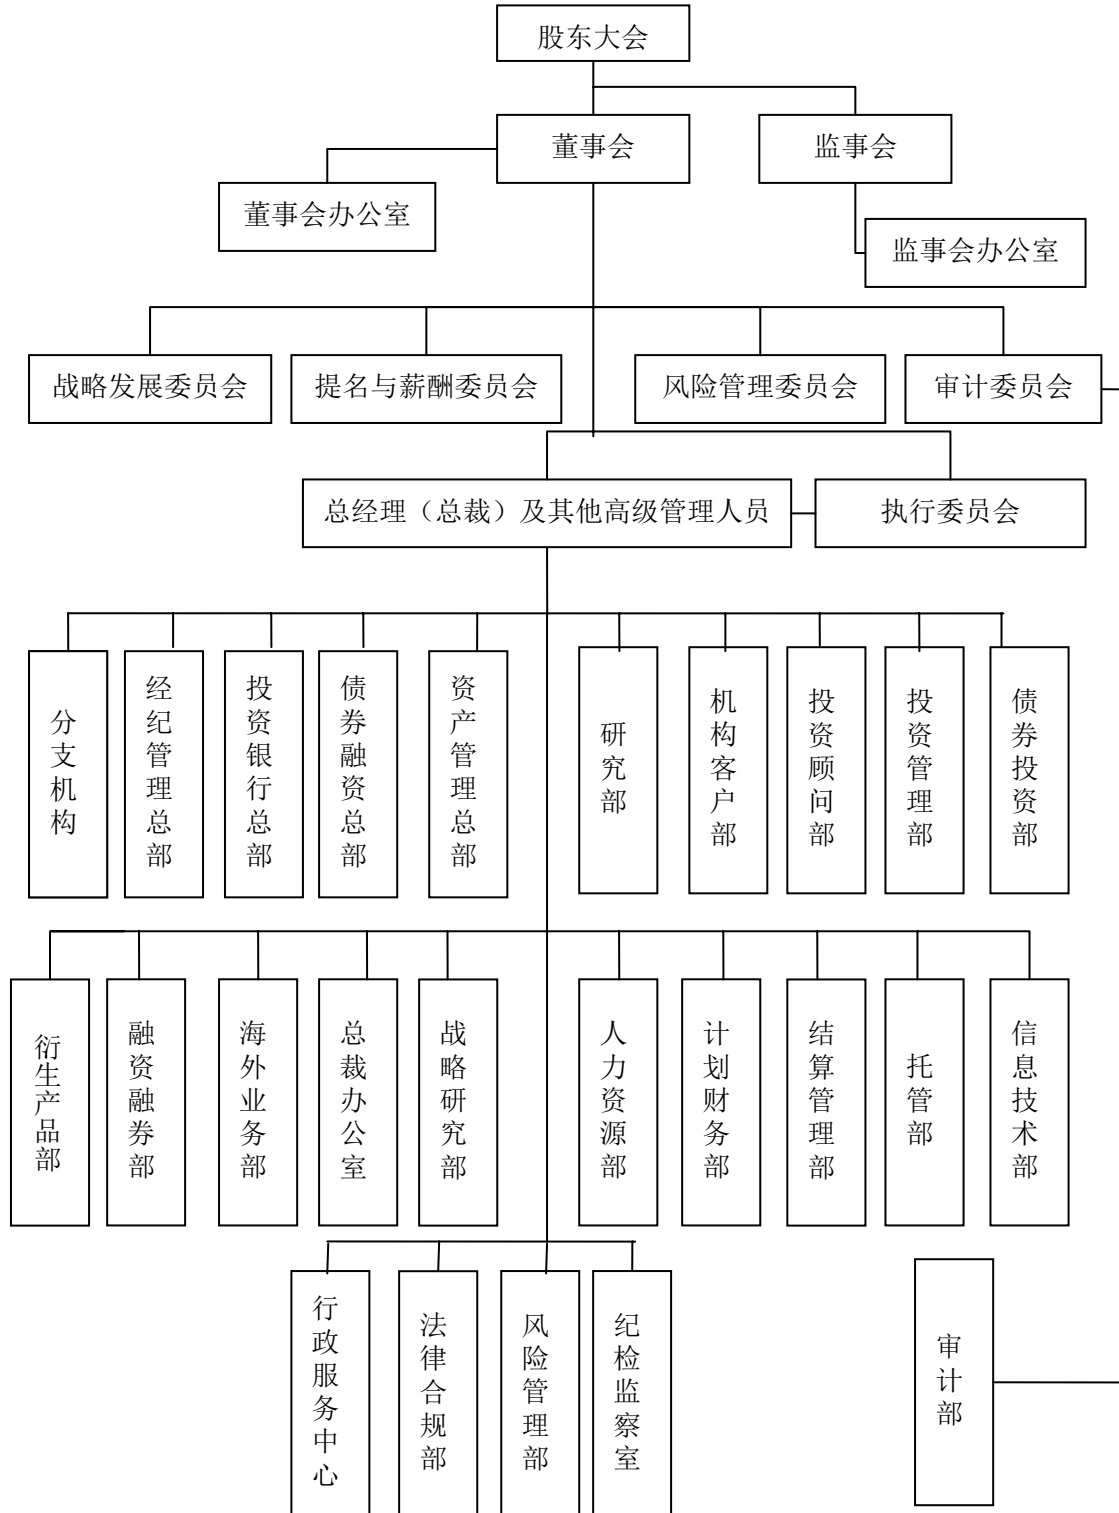 股东大会
董事会
监事会
董事会办公室
监事会办公室
战略发展委员会
提名与薪酬委员会
风险管理委员会
审计委员会
总经理（总裁）及其他高级管理人员
执行委员会
分支机构
经纪管理总部
投资银行总部
债券融资总部
资产管理总部
研究部
机构客户部
投资顾问部
投资管理部
债券投资部
衍生产品部
融资融券部
海外业务部
总裁办公室
战略研究部
人力资源部
计划财务部
结算管理部
托管部
信息技术部
行政服务中心
法律合规部
风险管理部
纪检监察室
审计部